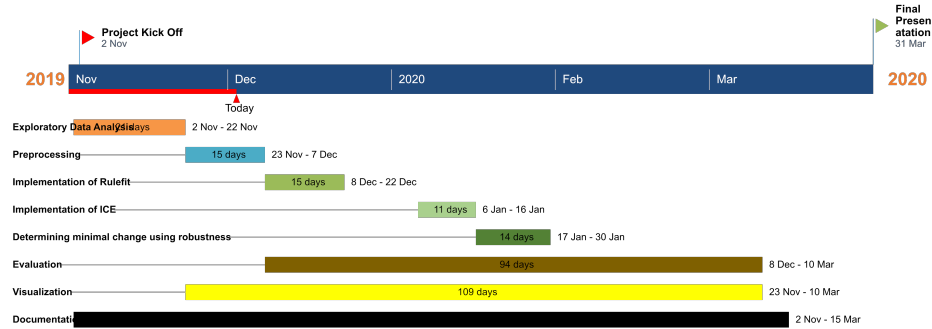 Project Kick Off
2 Nov
Final
Presen
atation
31 Mar
2019
Nov
Dec
2020
Feb
Mar
2020
Today
Exploratory Data Analysis
days
2 Nov - 22 Nov
Preprocessing
15 days
23 Nov - 7 Dec
Implementation of Rulefit
15 days
8 Dec - 22 Dec
Implementation of ICE
11 days
6 Jan - 16 Jan
Determining minimal change using robustness
14 days
17 Jan - 30 Jan
Evaluation
94 days
8 Dec - 10 Mar
Visualization
109 days
23 Nov - 10 Mar
Documentati
2 Nov - 15 Mar